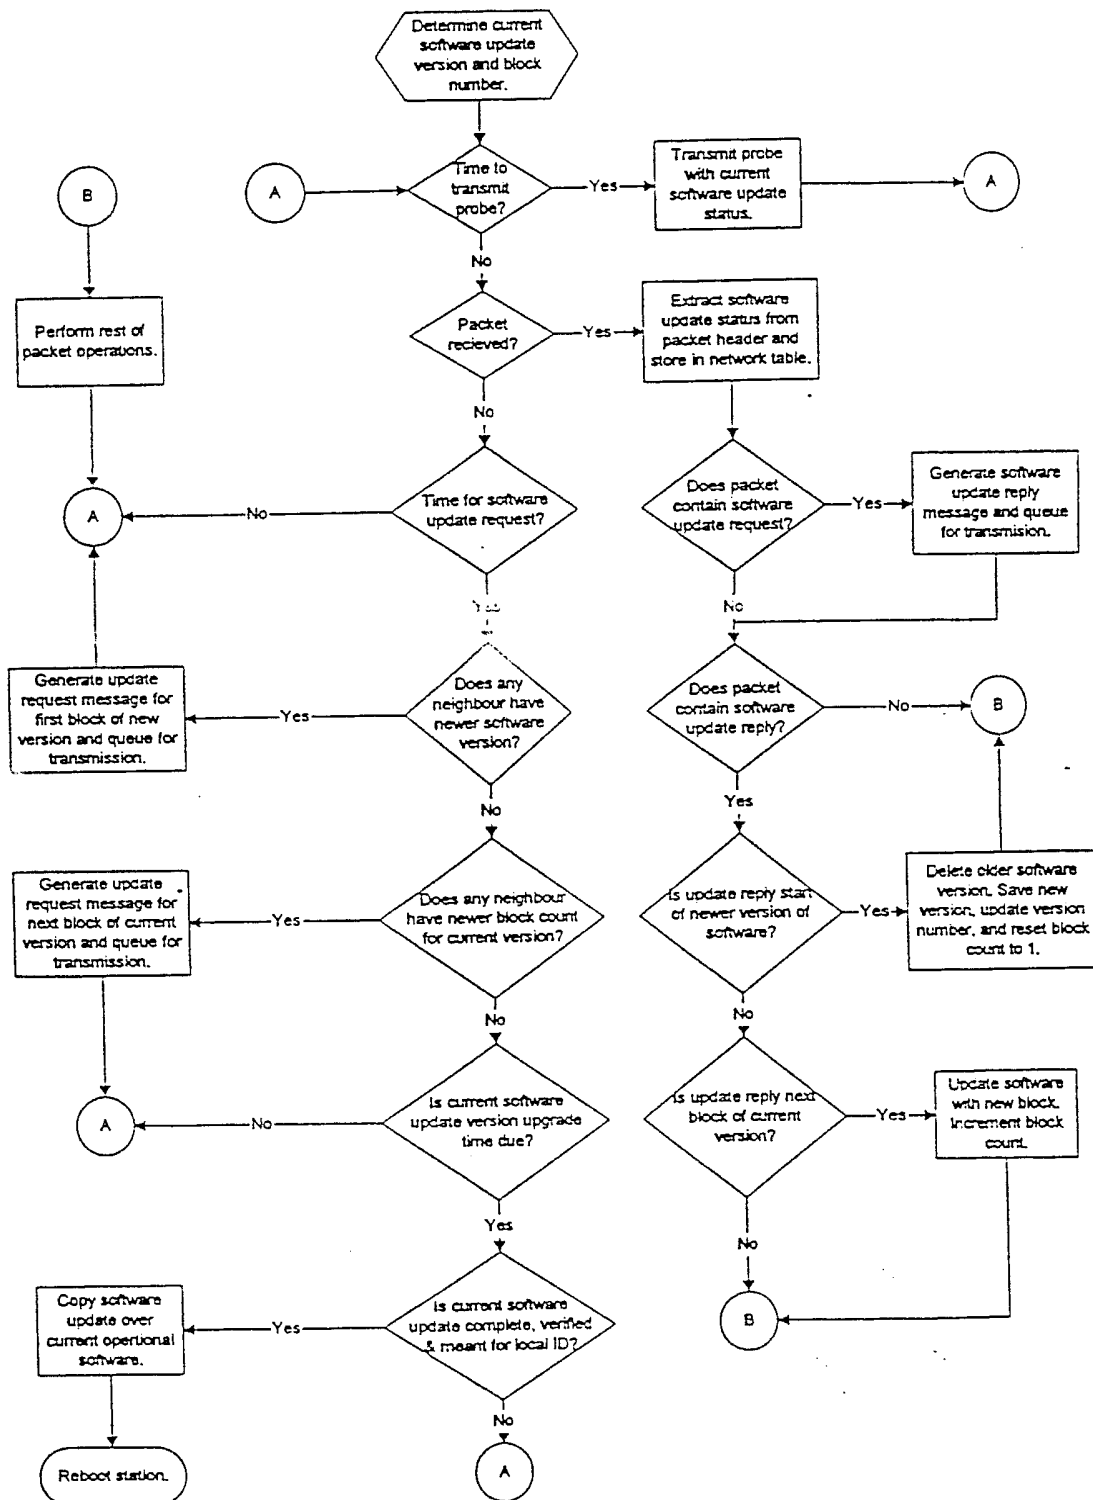 Determine current
software update
version and block
number.
B
A
Time to
transmit
probe?
Yes
Transmit probe
with current
software update
status.
A
No
Perform rest of
packet operations.
Packet
recieved?
Yes
Extract software
update status from
packet header and
store in network table.
No
A
No
Time for software
update request?
Does packet
contain software
update request?
Yes
Generate software
update reply
message and queue
for transmision.
Yes
No
Generate update
request message for
first block of new
version and queue for
transmission.
Yes
Does any
neighbour have
newer software
version?
Does packet
contain software
update reply?
No
B
No
Yes
Generate update
request message for
next block of current
version and queue for
transmission.
Yes
Does any neighbour
have newer block count
for current version?
Is update reply start
of newer version of
software?
Yes
Delete older software
version. Save new
version, update version
number, and reset block
count to 1.
No
No
A
No
Is current software
update version upgrade
time due?
Is update reply next
block of current
version?
Yes
Update software
with new block.
Increment block
count.
Yes
No
Copy software
update over
current opertional
software.
Yes
Is current software
update complete, verified
& meant for local ID?
B
No
Reboot station.
A